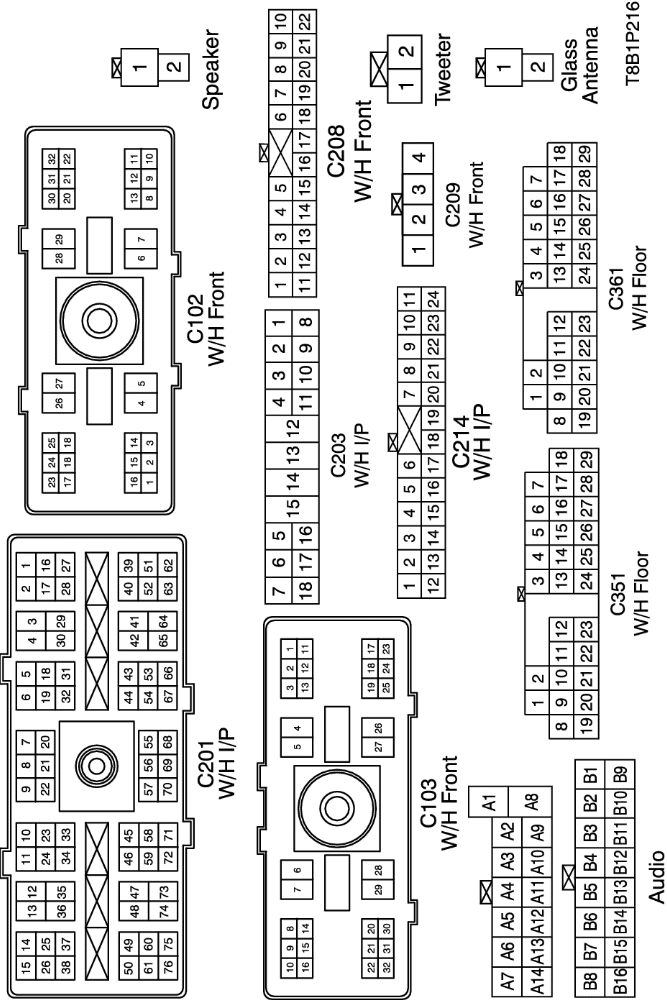 15 14 13 12 11 10 9 8 7 6 5 4 3 2 1
26 25 24 23 22 21 20 19 18 17 16
38 37 36 35 34 33 32 31 30 29 28 27
50 49 48 47 46 45 44 43 42 41 40 39
61 60 59 58 57 56 55 54 53 52 51
76 75 74 73 72 71 70 69 68 67 66 65 64 63 62
C201
W/H I/P
23 24 25 26 27 28 29 30 31 32
17 18 18 20 21 22
16 15 14 4 5 6 7 13 12 11
1 2 3 8 9 10
C102
W/H Front
1
2
Speaker
10 9 8 7 6 5 4 3 2 1
16 15 14 13 12 11
22 21 20 29 28 27 26 19 18 17
32 31 30 25 24 23
C103
W/H Front
7 6 5 15 14 13 12 4 3 2 1
18 17 16 11 10 9 8
C203
W/H I/P
1 2 3 4 5 6 7 8 9 10
11 12 13 14 15 16 17 18 19 20 21 22
C208
W/H Front
1 2 3 4 5 6 7 8 9 10 11
12 13 14 15 16 17 18 19 20 21 22 23 24
C214
W/H I/P
1 2 3 4
C209
W/H Front
1 2
Tweeter
A1
A7 A6 A5 A4 A3 A2
A14 A13 A12 A11 A10 A9 A8
B8 B7 B6 B5 B4 B3 B2 B1
B16 B15 B14 B13 B12 B11 B10 B9
Audio
1 2 3 4 5 6 7
8 9 10 11 12 13 14 15 16 17 18
19 20 21 22 23 24 25 26 27 28 29
C351
W/H Floor
1 2 3 4 5 6 7
8 9 10 11 12 13 14 15 16 17 18
19 20 21 22 23 24 25 26 27 28 29
C361
W/H Floor
1
2
Glass
Antenna
T8B1P216